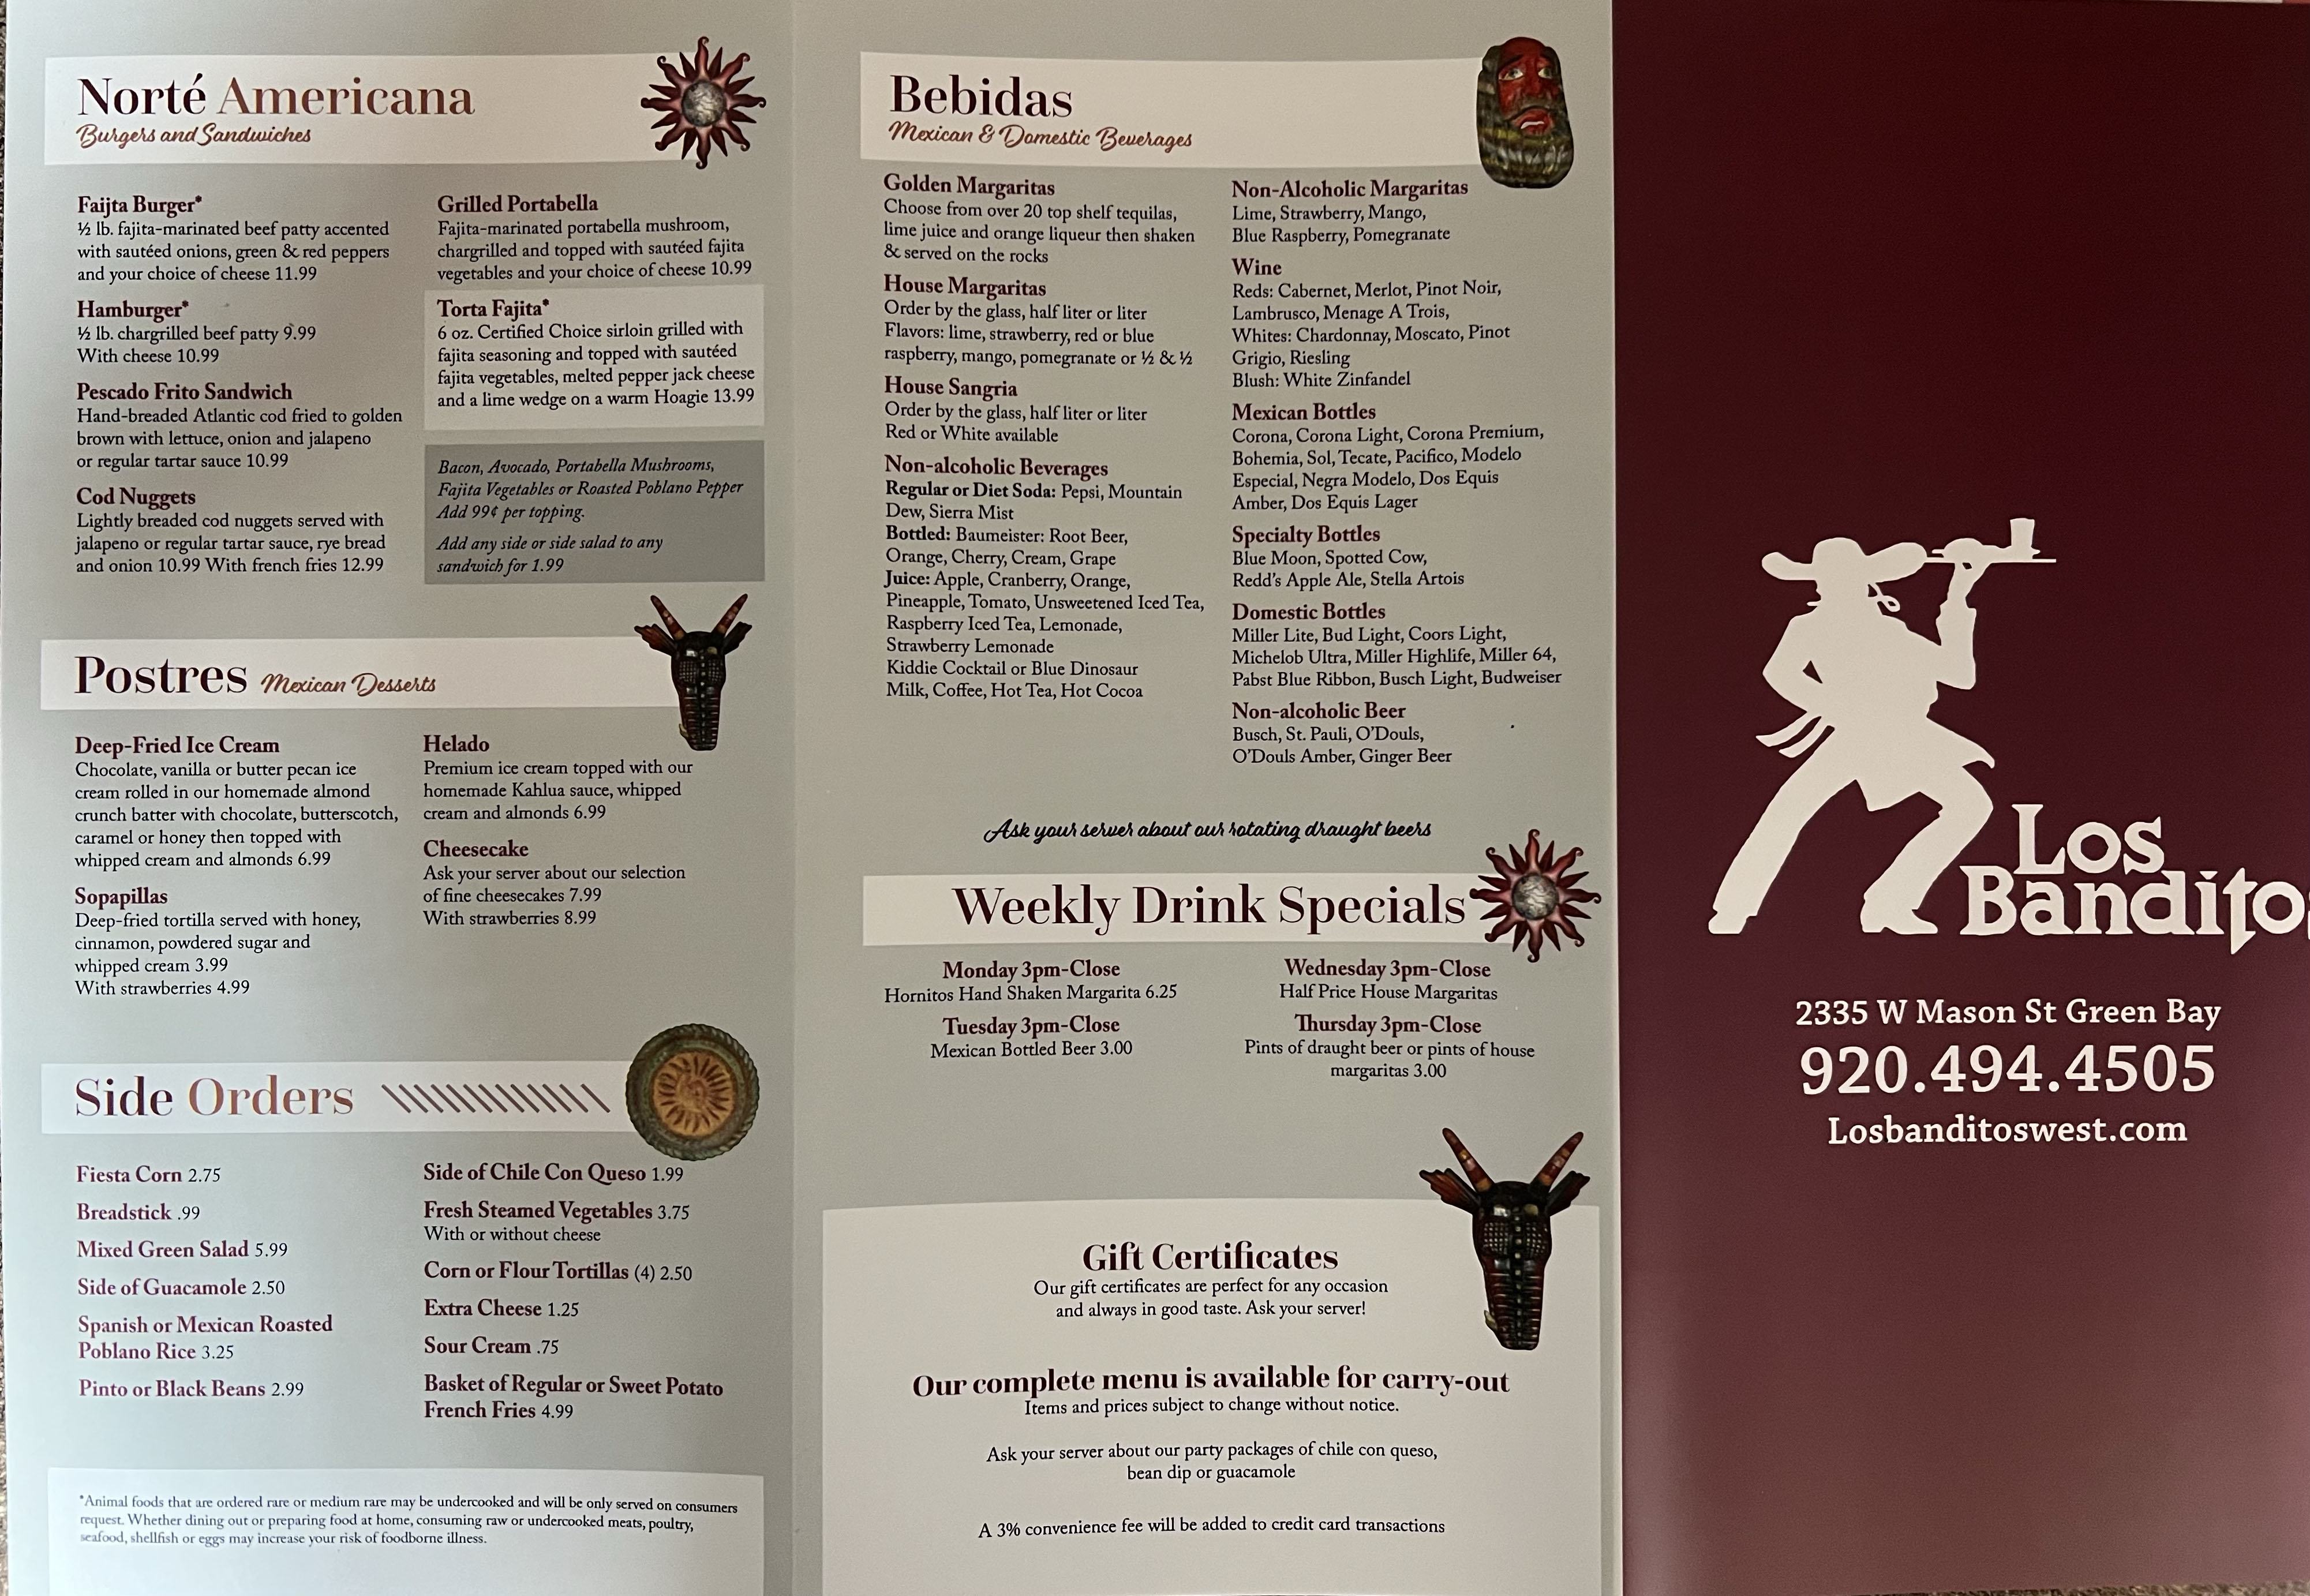 Norté Americana
Burgers and Sandwiches
Faijta Burger*
½ lb. fajita-marinated beef patty accented
with sautéed onions, green & red peppers
and your choice of cheese 11.99
Hamburger*
½ lb. chargrilled beef patty 9.99
With cheese 10.99
Pescado Frito Sandwich
Hand-breaded Atlantic cod fried to golden
brown with lettuce, onion and jalapeno
or regular tartar sauce 10.99
Cod Nuggets
Lightly breaded cod nuggets served with
jalapeno or regular tartar sauce, rye bread
and onion 10.99 With french fries 12.99
Grilled Portabella
Fajita-marinated portabella mushroom,
chargrilled and topped with sautéed fajita
vegetables and your choice of cheese 10.99
Torta Fajita*
6 oz. Certified Choice sirloin grilled with
fajita seasoning and topped with sautéed
fajita vegetables, melted pepper jack cheese
and a lime wedge on a warm Hoagie 13.99
Bacon, Avocado, Portabella Mushrooms,
Fajita Vegetables or Roasted Poblano Pepper
Add 99¢ per topping.
Add any side or side salad to any
sandwich for 1.99
Postres Mexican Desserts
Deep-Fried Ice Cream
Chocolate, vanilla or butter pecan ice
cream rolled in our homemade almond
crunch batter with chocolate, butterscotch,
caramel or honey then topped with
whipped cream and almonds 6.99
Sopapillas
Deep-fried tortilla served with honey,
cinnamon, powdered sugar and
whipped cream 3.99
With strawberries 4.99
Helado
Premium ice cream topped with our
homemade Kahlua sauce, whipped
cream and almonds 6.99
Cheesecake
Ask your server about our selection
of fine cheesecakes 7.99
With strawberries 8.99
Side Orders
Fiesta Corn 2.75
Breadstick .99
Mixed Green Salad 5.99
Side of Guacamole 2.50
Spanish or Mexican Roasted
Poblano Rice 3.25
Pinto or Black Beans 2.99
Side of Chile Con Queso 1.99
Fresh Steamed Vegetables 3.75
With or without cheese
Corn or Flour Tortillas (4) 2.50
Extra Cheese 1.25
Sour Cream .75
Basket of Regular or Sweet Potato
French Fries 4.99
*Animal foods that are ordered rare or medium rare may be undercooked and will be only served on consumers
request. Whether dining out or preparing food at home, consuming raw or undercooked meats, poultry,
seafood, shellfish or eggs may increase your risk of foodborne illness.
Bebidas
Mexican & Domestic Beverages
Golden Margaritas
Choose from over 20 top shelf tequilas,
lime juice and orange liqueur then shaken
& served on the rocks
House Margaritas
Order by the glass, half liter or liter
Flavors: lime, strawberry, red or blue
raspberry, mango, pomegranate or ½ & ½
House Sangria
Order by the glass, half liter or liter
Red or White available
Non-alcoholic Beverages
Regular or Diet Soda: Pepsi, Mountain
Dew, Sierra Mist
Bottled: Baumeister: Root Beer,
Orange, Cherry, Cream, Grape
Juice: Apple, Cranberry, Orange,
Pineapple, Tomato, Unsweetened Iced Tea,
Raspberry Iced Tea, Lemonade,
Strawberry Lemonade
Kiddie Cocktail or Blue Dinosaur
Milk, Coffee, Hot Tea, Hot Cocoa
Non-Alcoholic Margaritas
Lime, Strawberry, Mango,
Blue Raspberry, Pomegranate
Wine
Reds: Cabernet, Merlot, Pinot Noir,
Lambrusco, Menage A Trois,
Whites: Chardonnay, Moscato, Pinot
Grigio, Riesling
Blush: White Zinfandel
Mexican Bottles
Corona, Corona Light, Corona Premium,
Bohemia, Sol, Tecate, Pacifico, Modelo
Especial, Negra Modelo, Dos Equis
Amber, Dos Equis Lager
Specialty Bottles
Blue Moon, Spotted Cow,
Redd's Apple Ale, Stella Artois
Domestic Bottles
Miller Lite, Bud Light, Coors Light,
Michelob Ultra, Miller Highlife, Miller 64,
Pabst Blue Ribbon, Busch Light, Budweiser
Non-alcoholic Beer
Busch, St. Pauli, O'Douls,
O'Douls Amber, Ginger Beer
Ask your server about our rotating draught beers
Weekly Drink Specials
Monday 3pm-Close
Hornitos Hand Shaken Margarita 6.25
Tuesday 3pm-Close
Mexican Bottled Beer 3.00
Wednesday 3pm-Close
Half Price House Margaritas
Thursday 3pm-Close
Pints of draught beer or pints of house
margaritas 3.00
Gift Certificates
Our gift certificates are perfect for any occasion
and always in good taste. Ask your server!
Our complete menu is available for carry-out
Items and prices subject to change without notice.
Ask your server about our party packages of chile con queso,
bean dip or guacamole
A 3% convenience fee will be added to credit card transactions
Los
Banditos
2335 W Mason St Green Bay
920.494.4505
Losbanditoswest.com